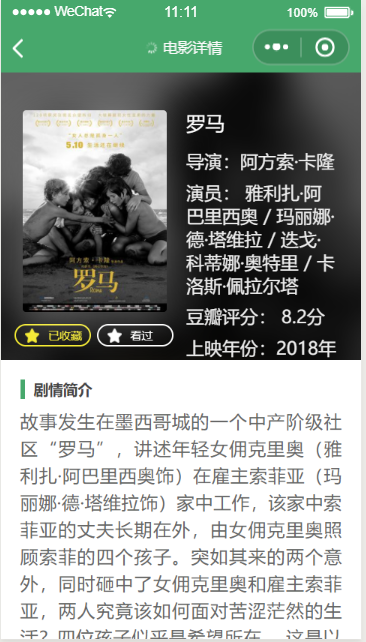 WeChat 11:11 100%
电影详情
5.10
阿方索·卡隆
罗马
已收藏 看过
罗马
导演：阿方索·卡隆
演员： 雅利扎·阿
巴里西奥 / 玛丽娜·
德·塔维拉 / 迭戈·
科蒂娜·奥特里 / 卡
洛斯·佩拉尔塔
豆瓣评分： 8.2分
上映年份：2018年
剧情简介
故事发生在墨西哥城的一个中产阶级社
区“罗马”，讲述年轻女佣克里奥（雅
利扎·阿巴里西奥饰）在雇主索菲亚（玛
丽娜·德·塔维拉饰）家中工作，该家中索
菲亚的丈夫长期在外，由女佣克里奥照
顾索菲的四个孩子。突如其来的两个意
外，同时砸中了女佣克里奥和雇主索菲
亚，两人究竟该如何面对苦涩茫然的生
活？四位孩子似乎是希望所在。 这是以